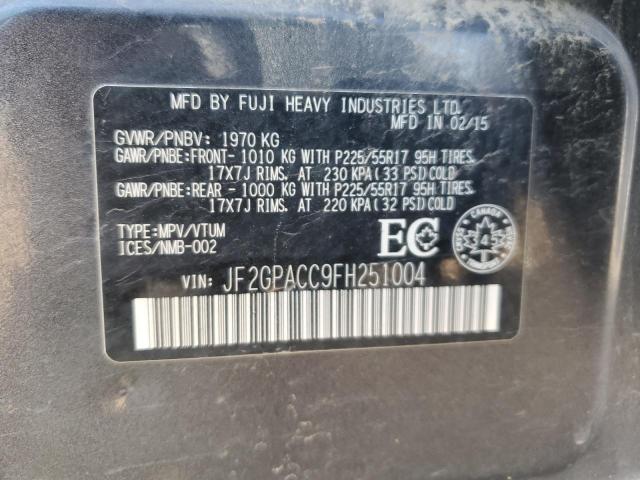 MFD BY FUJI HEAVY INDUSTRIES LTD.
MFD IN 02/15
GVWR/PNBV: 1970 KG
GAWR/PNBE:FRONT- 1010 KG WITH P225/55R17 95H TIRES,
17X7J RIMS. AT 230 KPA(33 PSI)COLD
GAWR/PNBE:REAR - 1000 KG WITH P225/55R17 95H TIRES,
17X7J RIMS. AT 220 KPA(32 PSI)COLD
TYPE:MPV/VTUM
ICES/NMB-002
EC
CANADA
345
VIN: JF2GPACC9FH251004